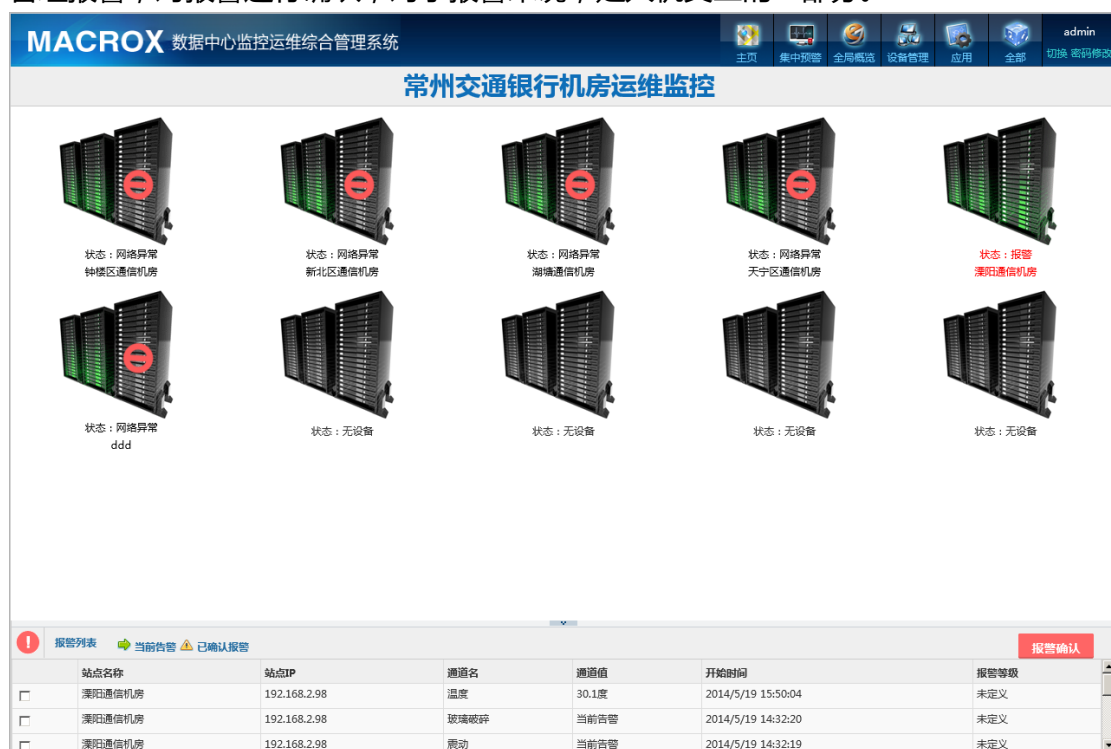 MACROX 数据中心监控运维综合管理系统
主页 集中预警 全局概览 设备管理 应用 全部
admin
切换 密码修改
常州交通银行机房运维监控
状态：网络异常 状态：网络异常 状态：网络异常 状态：网络异常 状态：报警
钟楼区通信机房 新北区通信机房 湖塘通信机房 天宁区通信机房 溧阳通信机房
状态：网络异常 状态：无设备 状态：无设备 状态：无设备 状态：无设备
ddd
报警列表 当前告警 已确认报警 报警确认
站点名称 站点IP 通道名 通道值 开始时间 报警等级
溧阳通信机房 192.168.2.98 温度 30.1度 2014/5/19 15:50:04 未定义
溧阳通信机房 192.168.2.98 玻璃破碎 当前告警 2014/5/19 14:32:20 未定义
溧阳通信机房 192.168.2.98 震动 当前告警 2014/5/19 14:32:19 未定义